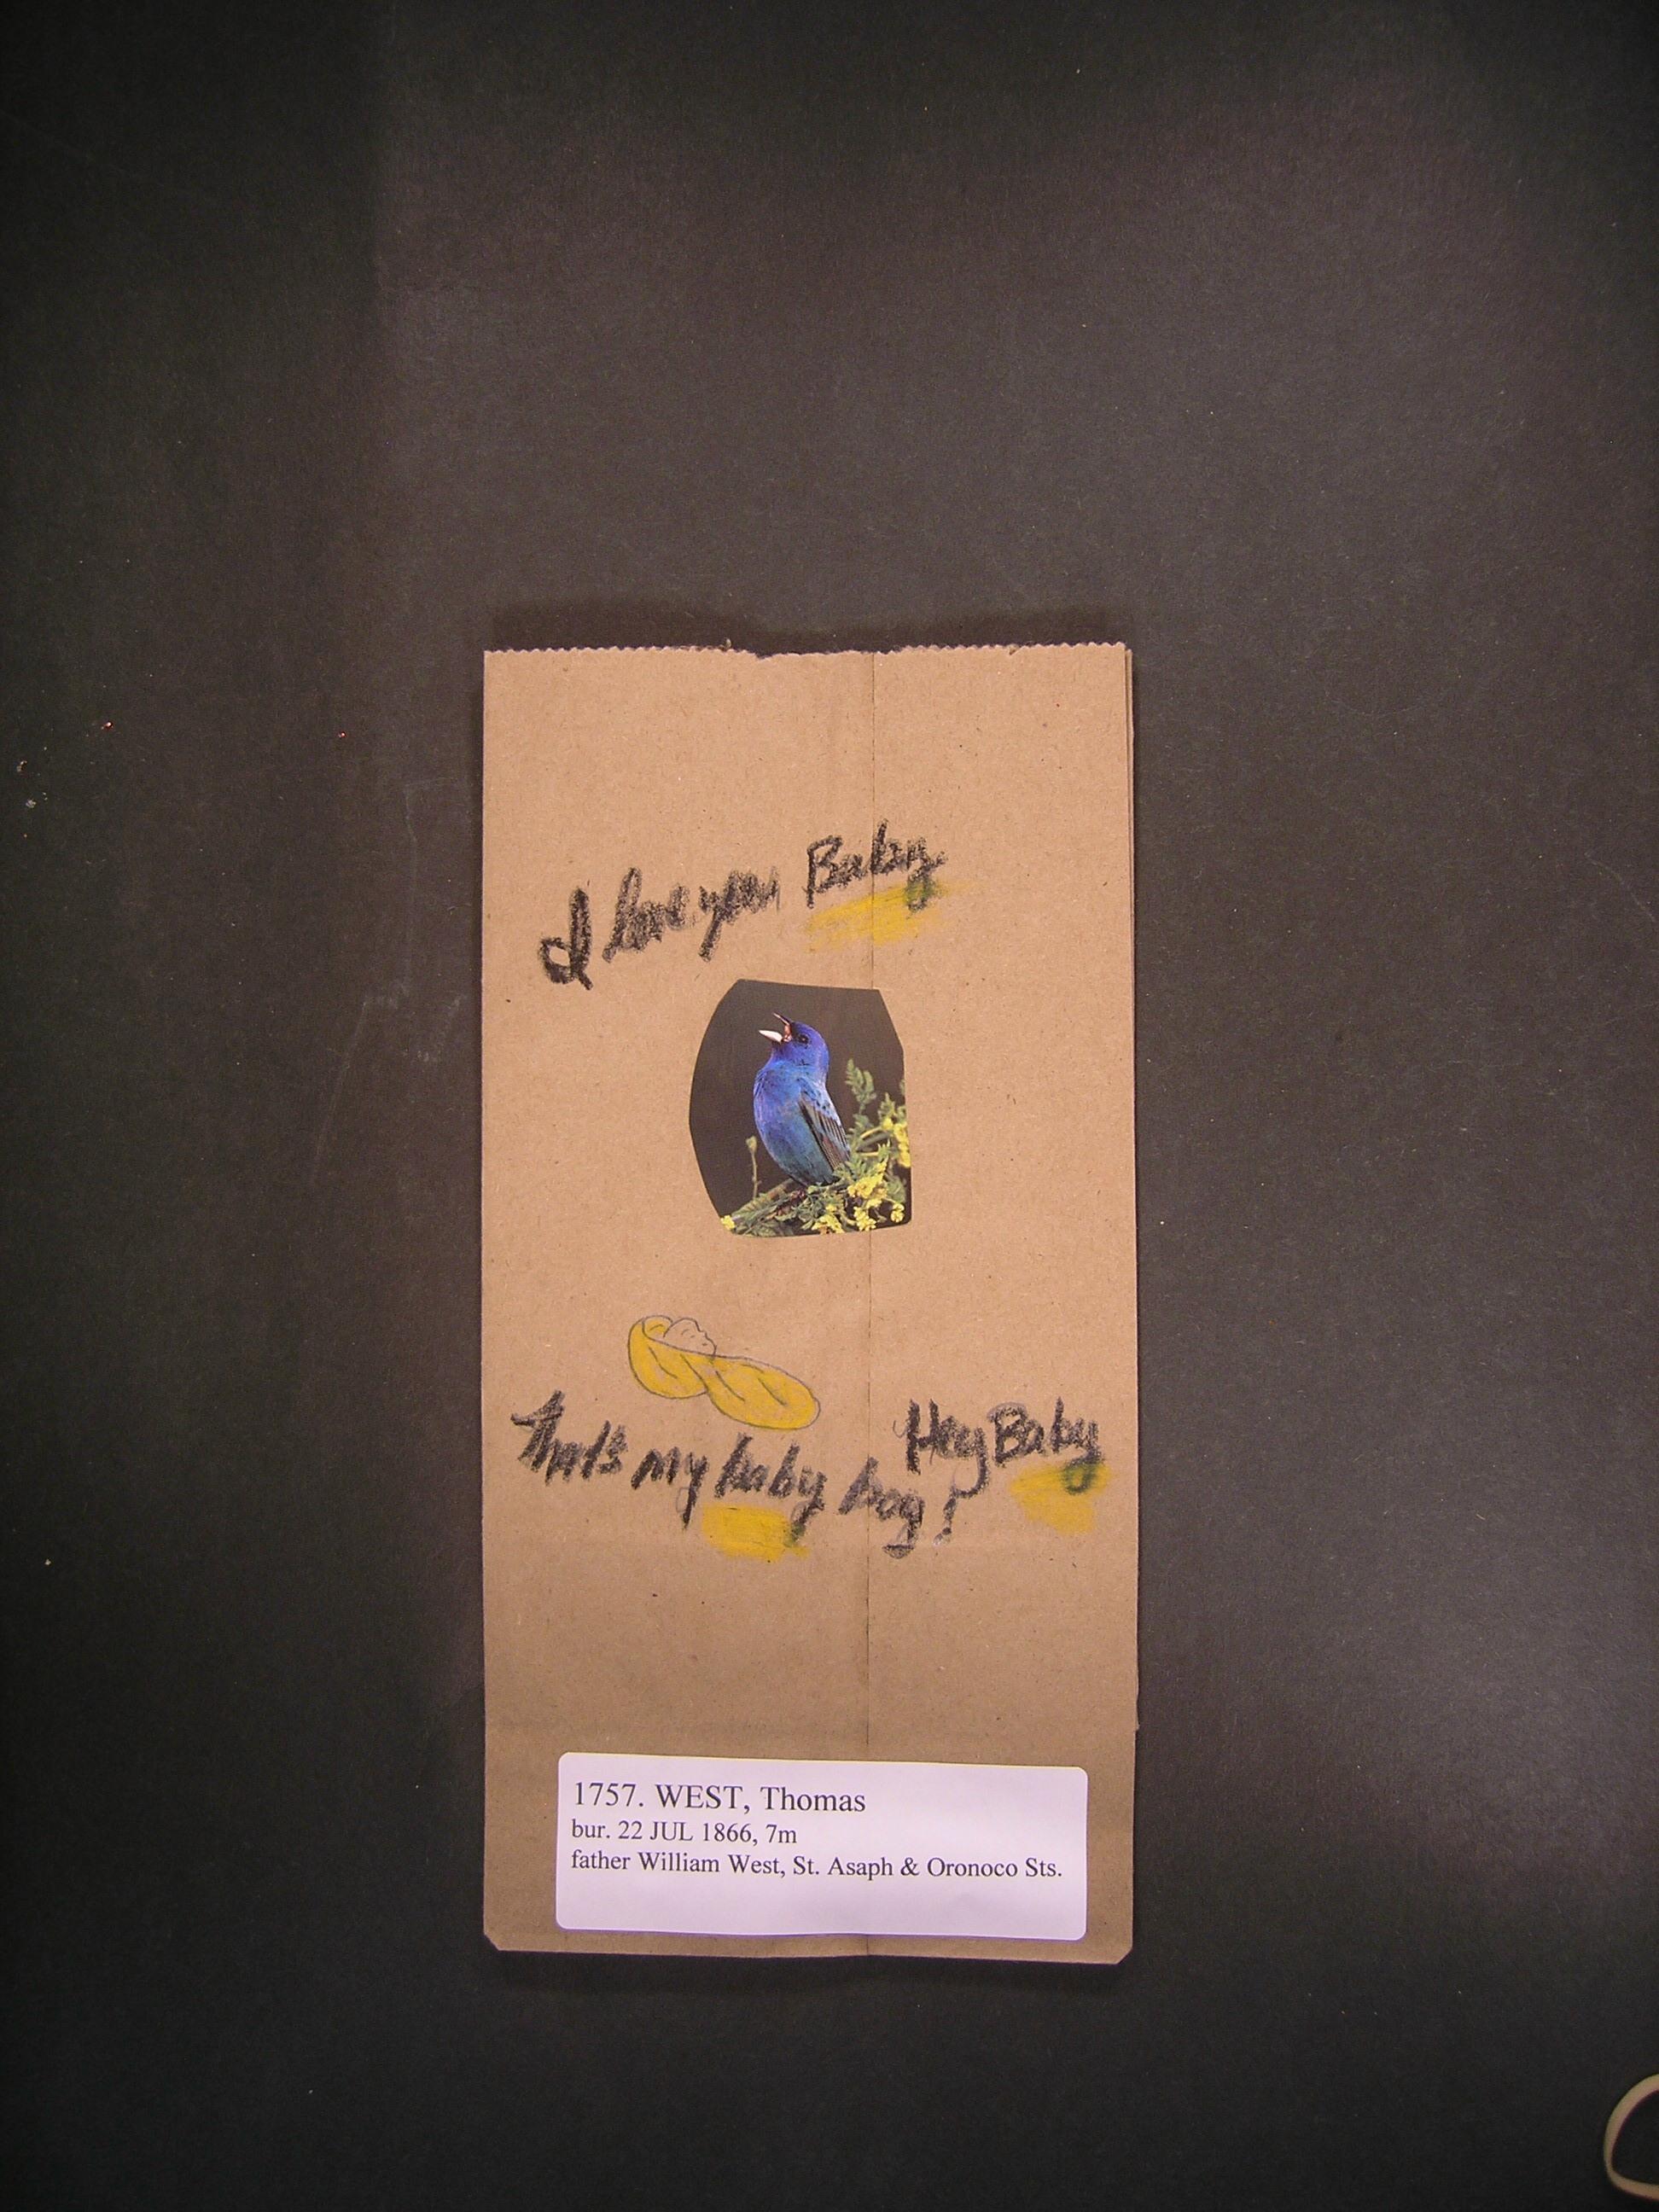 I love you Baby
Hey Baby
That's my baby boy!
1757. WEST, Thomas
bur. 22 JUL 1866, 7m
father William West, St. Asaph & Oronoco Sts.